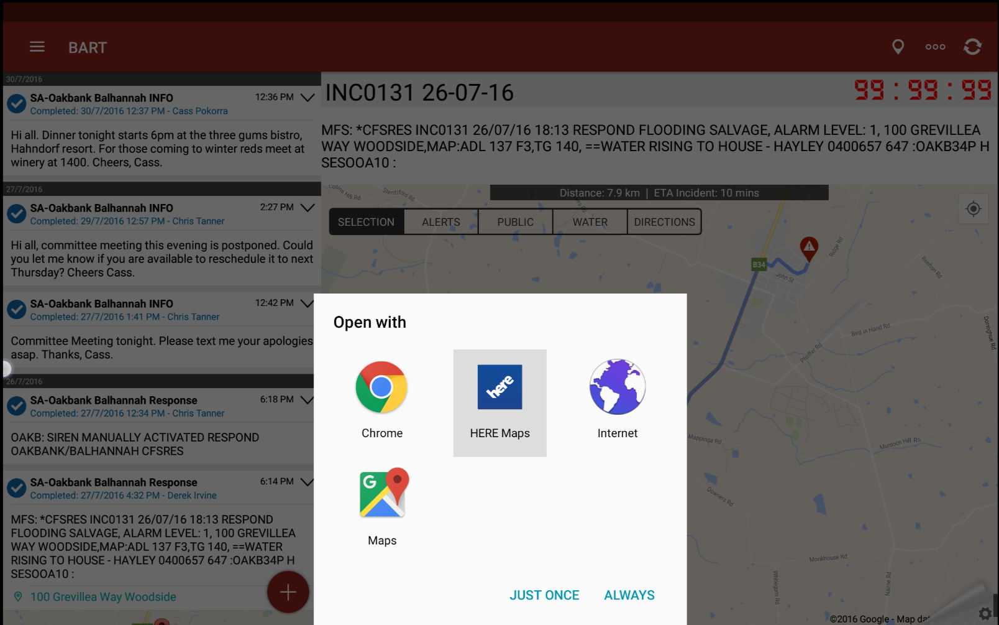 BART
30/7/2016
SA-Oakbank Balhannah INFO
12:36 PM
Completed: 30/7/2016 12:37 PM - Cass Pokorra
Hi all. Dinner tonight starts 6pm at the three gums bistro,
Hahndorf resort. For those coming to winter reds meet at
winery at 1400. Cheers, Cass.
27/7/2016
SA-Oakbank Balhannah INFO
2:27 PM
Completed: 29/7/2016 12:57 PM - Chris Tanner
Hi all, committee meeting this evening is postponed. Could
you let me know if you are available to reschedule it to next
Thursday? Cheers Cass.
SA-Oakbank Balhannah INFO
12:42 PM
Completed: 27/7/2016 1:41 PM - Chris Tanner
Committee Meeting tonight. Please text me your apologies
asap. Thanks, Cass.
26/7/2016
SA-Oakbank Balhannah Response
6:18 PM
Completed: 27/7/2016 12:34 PM - Chris Tanner
OAKB: SIREN MANUALLY ACTIVATED RESPOND
OAKBANK/BALHANNAH CFSRES
SA-Oakbank Balhannah Response
6:14 PM
Completed: 27/7/2016 4:32 PM - Derek Irvine
MFS: *CFSRES INC0131 26/07/16 18:13 RESPOND
FLOODING SALVAGE, ALARM LEVEL: 1, 100 GREVILLEA
WAY WOODSIDE,MAP:ADL 137 F3,TG 140, ==WATER
RISING TO HOUSE - HAYLEY 0400657 647 :OAKB34P H
SESOOA10 :
100 Grevillea Way Woodside
INC0131 26-07-16
99:99:99
MFS: *CFSRES INC0131 26/07/16 18:13 RESPOND FLOODING SALVAGE, ALARM LEVEL: 1, 100 GREVILLEA
WAY WOODSIDE,MAP:ADL 137 F3,TG 140, ==WATER RISING TO HOUSE - HAYLEY 0400657 647 :OAKB34P H
SESOOA10 :
Collins Hill Rd
Stentiford Rd
Distance: 7.9 km | ETA Incident: 10 mins
SELECTION
ALERTS
PUBLIC
WATER
DIRECTIONS
B34
John St
Ridge Rd
Reefton Rd
Bird in Hand Rd
Pfeiffer Rd
Donoghue Rd
Mappinga Rd
Murdoch Hill Rd
Downers Rd
Monkhouse Rd
Whitegum Rd
Nairne Rd
©2016 Google - Map
Open with
Chrome
here
HERE Maps
Internet
G
Maps
JUST ONCE
ALWAYS